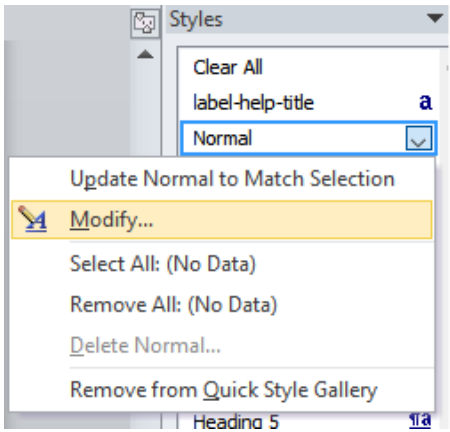 Styles
Clear All
label-help-title a
Normal
Update Normal to Match Selection
Modify...
Select All: (No Data)
Remove All: (No Data)
Delete Normal...
Remove from Quick Style Gallery
Heading 5 ¶a